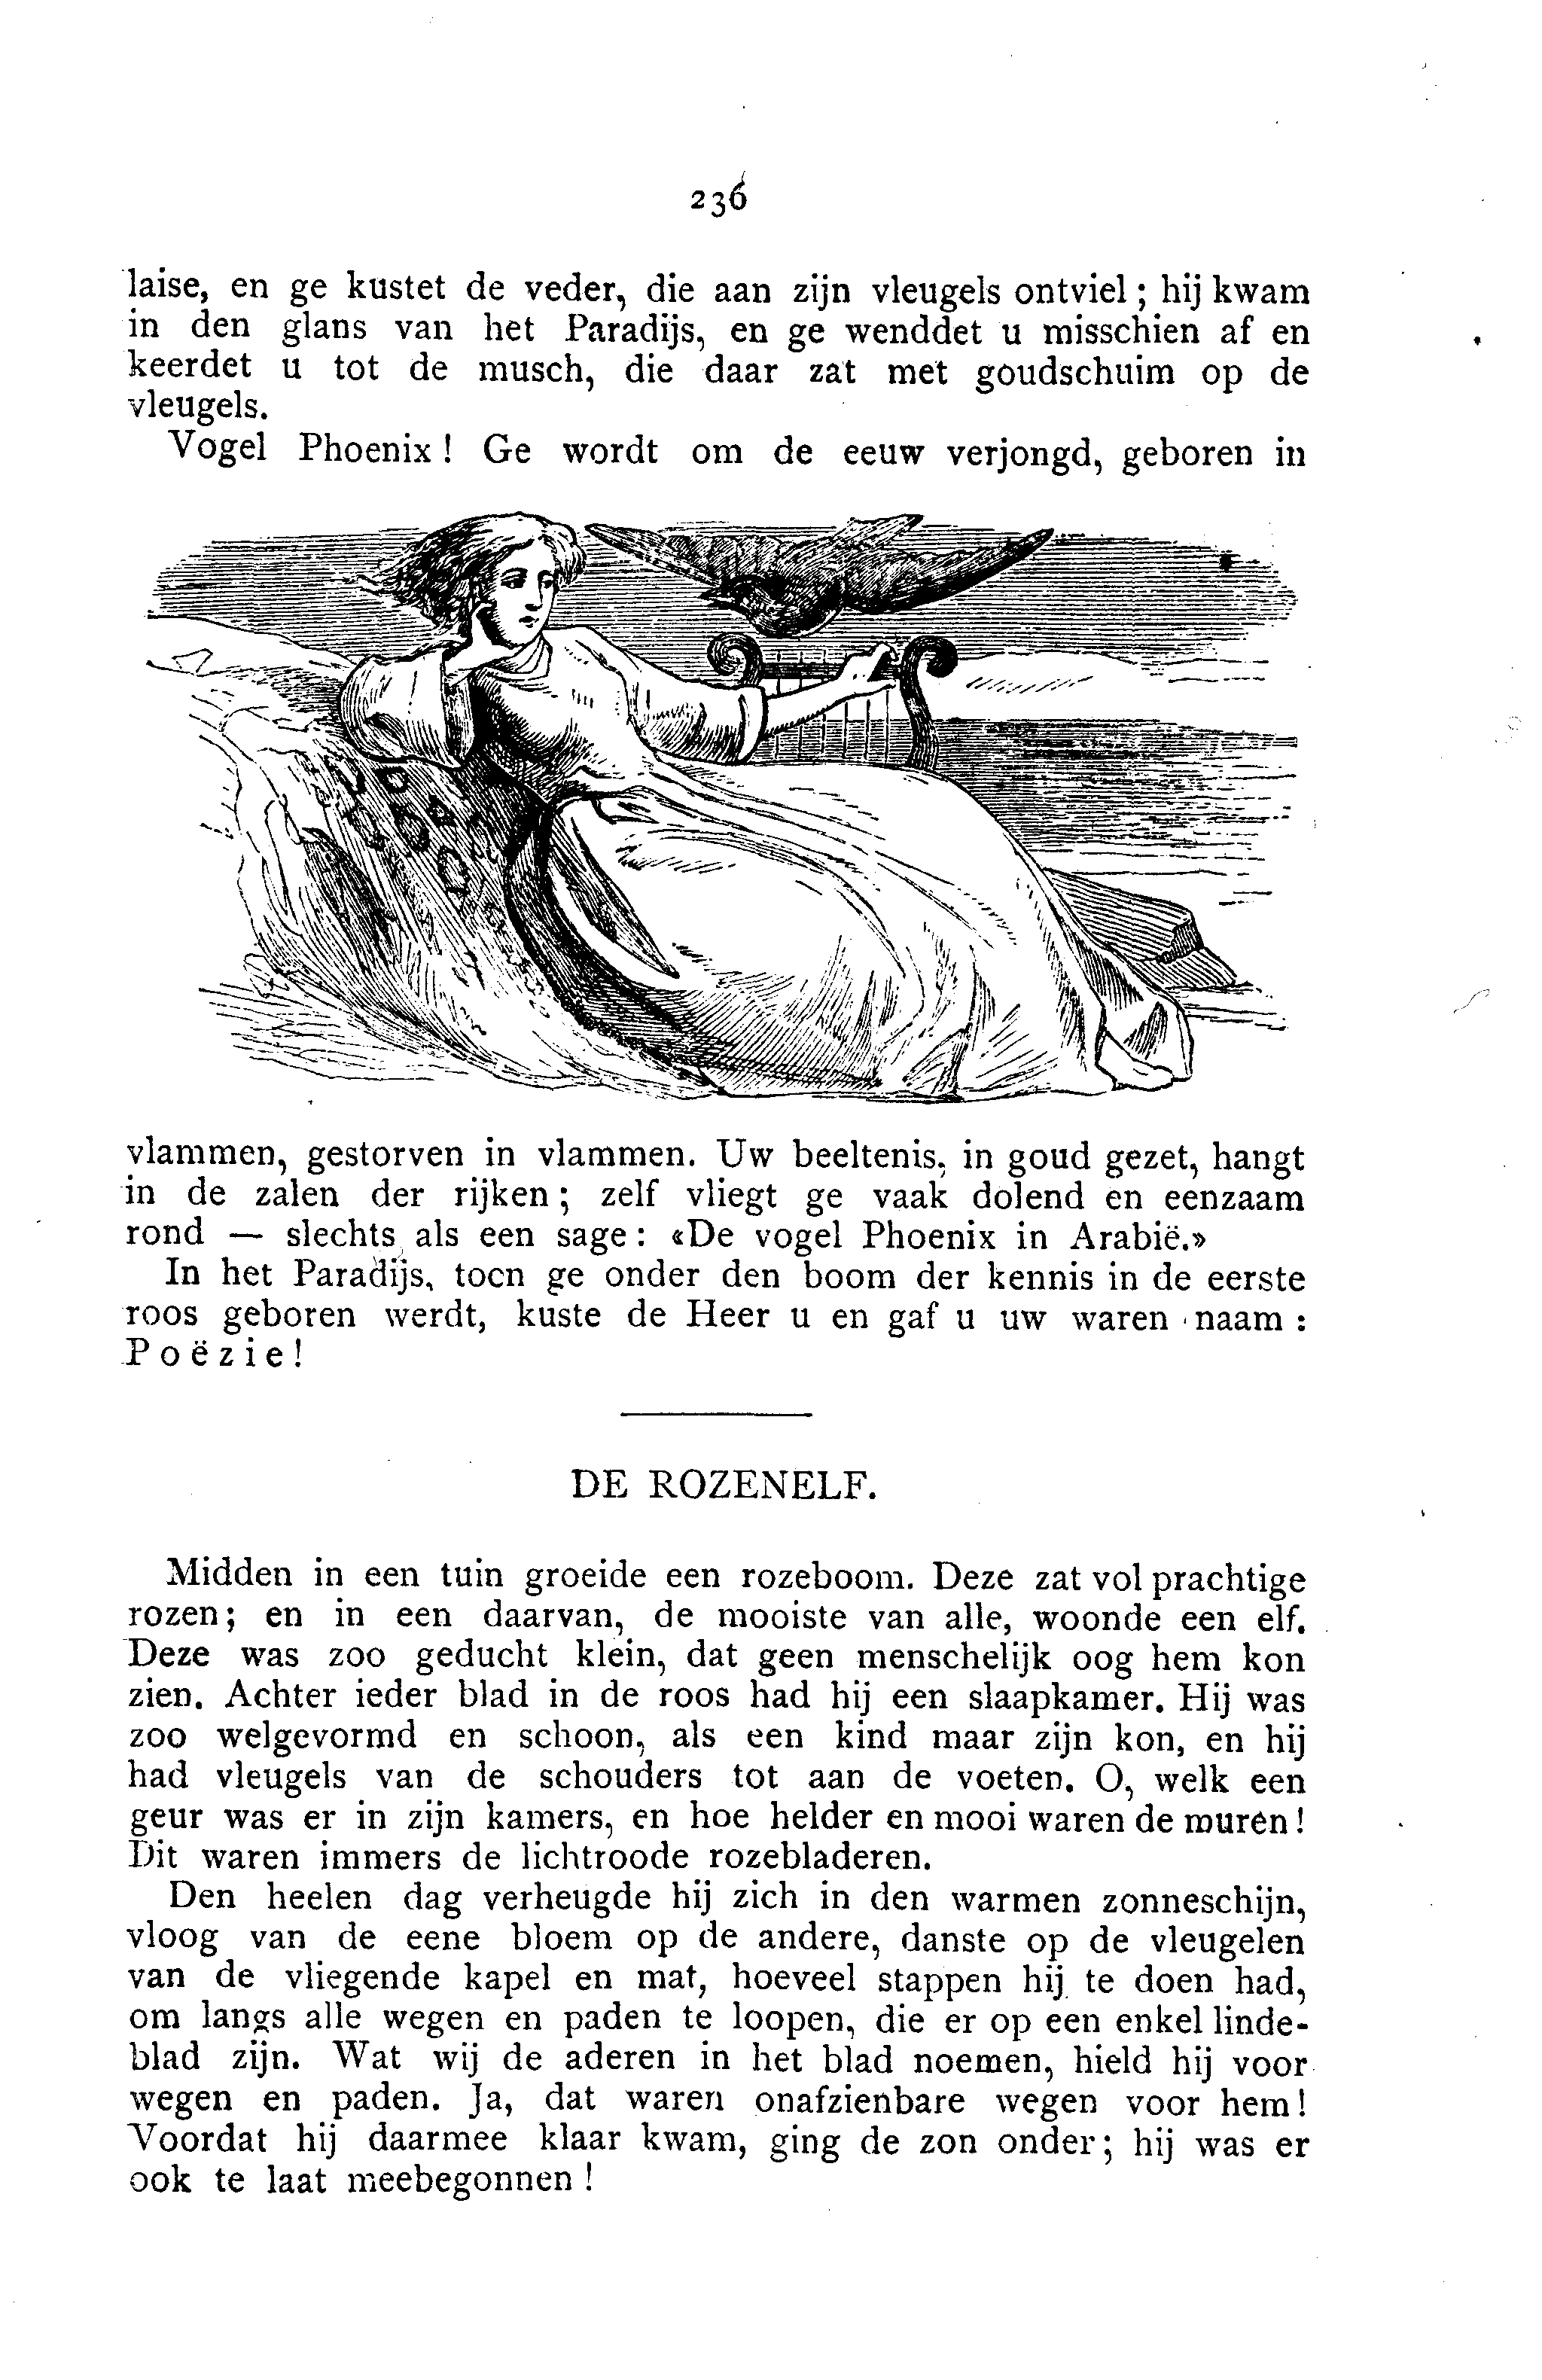 236
laise, en ge kustet de veder, die aan zijn vleugels ontviel; hij kwam
in den glans van het Paradijs, en ge wenddet u misschien af en
keerdet u tot de musch, die daar zat met goudschuim op de
vleugels.
Vogel Phoenix! Ge wordt om de eeuw verjongd, geboren in
vlammen, gestorven in vlammen. Uw beeltenis, in goud gezet, hangt
in de zalen der rijken; zelf vliegt ge vaak dolend en eenzaam
rond — slechts als een sage: «De vogel Phoenix in Arabië.»
In het Paradijs, toen ge onder den boom der kennis in de eerste
roos geboren werdt, kuste de Heer u en gaf u uw waren naam:
Poëzie!
DE ROZENELF.
Midden in een tuin groeide een rozeboom. Deze zat vol prachtige
rozen; en in een daarvan, de mooiste van alle, woonde een elf.
Deze was zoo geducht klein, dat geen menschelijk oog hem kon
zien. Achter ieder blad in de roos had hij een slaapkamer. Hij was
zoo welgevormd en schoon, als een kind maar zijn kon, en hij
had vleugels van de schouders tot aan de voeten. O, welk een
geur was er in zijn kamers, en hoe helder en mooi waren de muren!
Dit waren immers de lichtroode rozebladeren.
Den heelen dag verheugde hij zich in den warmen zonneschijn,
vloog van de eene bloem op de andere, danste op de vleugelen
van de vliegende kapel en mat, hoeveel stappen hij te doen had,
om langs alle wegen en paden te loopen, die er op een enkel linde-
blad zijn. Wat wij de aderen in het blad noemen, hield hij voor
wegen en paden. Ja, dat waren onafzienbare wegen voor hem!
Voordat hij daarmee klaar kwam, ging de zon onder; hij was er
ook te laat meebegonnen!